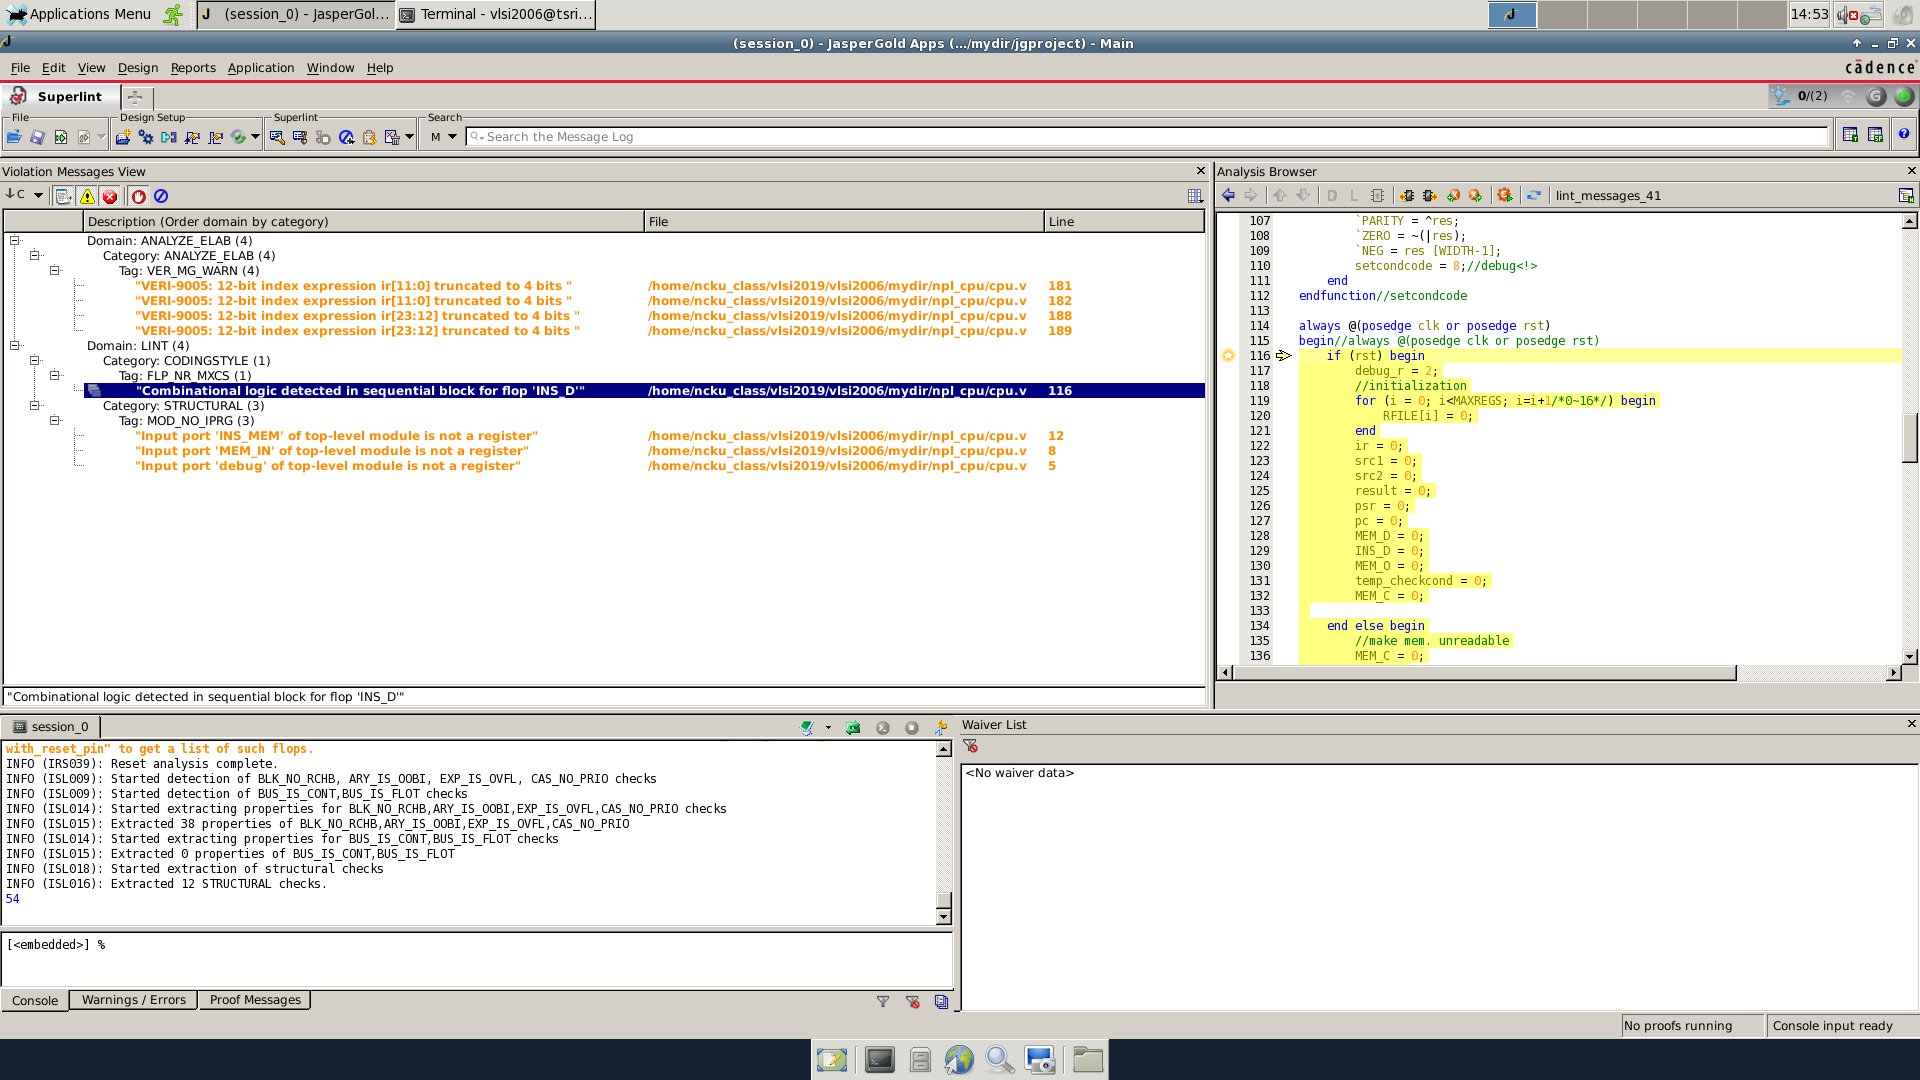 Applications Menu
(session_0) - JasperGol...
Terminal - vlsi2006@tsri...
14:53
(session_0) - JasperGold Apps (.../mydir/jgproject) - Main
File Edit View Design Reports Application Window Help
cādence
Superlint
0/(2)
File Design Setup Superlint Search
M Search the Message Log
Violation Messages View
C
Description (Order domain by category) File Line
Domain: ANALYZE_ELAB (4)
Category: ANALYZE_ELAB (4)
Tag: VER_MG_WARN (4)
"VERI-9005: 12-bit index expression ir[11:0] truncated to 4 bits " /home/ncku_class/vlsi2019/vlsi2006/mydir/npl_cpu/cpu.v 181
"VERI-9005: 12-bit index expression ir[11:0] truncated to 4 bits " /home/ncku_class/vlsi2019/vlsi2006/mydir/npl_cpu/cpu.v 182
"VERI-9005: 12-bit index expression ir[23:12] truncated to 4 bits " /home/ncku_class/vlsi2019/vlsi2006/mydir/npl_cpu/cpu.v 188
"VERI-9005: 12-bit index expression ir[23:12] truncated to 4 bits " /home/ncku_class/vlsi2019/vlsi2006/mydir/npl_cpu/cpu.v 189
Domain: LINT (4)
Category: CODINGSTYLE (1)
Tag: FLP_NR_MXCS (1)
"Combinational logic detected in sequential block for flop 'INS_D'" /home/ncku_class/vlsi2019/vlsi2006/mydir/npl_cpu/cpu.v 116
Category: STRUCTURAL (3)
Tag: MOD_NO_IPRG (3)
"Input port 'INS_MEM' of top-level module is not a register" /home/ncku_class/vlsi2019/vlsi2006/mydir/npl_cpu/cpu.v 12
"Input port 'MEM_IN' of top-level module is not a register" /home/ncku_class/vlsi2019/vlsi2006/mydir/npl_cpu/cpu.v 8
"Input port 'debug' of top-level module is not a register" /home/ncku_class/vlsi2019/vlsi2006/mydir/npl_cpu/cpu.v 5
"Combinational logic detected in sequential block for flop 'INS_D'"
Analysis Browser
D L lint_messages_41
107 `PARITY = ^res;
108 `ZERO = ~(|res);
109 `NEG = res [WIDTH-1];
110 setcondcode = 8;//debug<!>
111 end
112 endfunction//setcondcode
113
114 always @(posedge clk or posedge rst)
115 begin//always @(posedge clk or posedge rst)
116 if (rst) begin
117 debug_r = 2;
118 //initialization
119 for (i = 0; i<MAXREGS; i=i+1/*0~16*/) begin
120 RFILE[i] = 0;
121 end
122 ir = 0;
123 src1 = 0;
124 src2 = 0;
125 result = 0;
126 psr = 0;
127 pc = 0;
128 MEM_D = 0;
129 INS_D = 0;
130 MEM_O = 0;
131 temp_checkcond = 0;
132 MEM_C = 0;
133
134 end else begin
135 //make mem. unreadable
136 MEM_C = 0;
session_0
with_reset_pin" to get a list of such flops.
INFO (IRS039): Reset analysis complete.
INFO (ISL009): Started detection of BLK_NO_RCHB, ARY_IS_OOBI, EXP_IS_OVFL, CAS_NO_PRIO checks
INFO (ISL009): Started detection of BUS_IS_CONT,BUS_IS_FLOT checks
INFO (ISL014): Started extracting properties for BLK_NO_RCHB,ARY_IS_OOBI,EXP_IS_OVFL,CAS_NO_PRIO checks
INFO (ISL015): Extracted 38 properties of BLK_NO_RCHB,ARY_IS_OOBI,EXP_IS_OVFL,CAS_NO_PRIO
INFO (ISL014): Started extracting properties for BUS_IS_CONT,BUS_IS_FLOT checks
INFO (ISL015): Extracted 0 properties of BUS_IS_CONT,BUS_IS_FLOT
INFO (ISL018): Started extraction of structural checks
INFO (ISL016): Extracted 12 STRUCTURAL checks.
54
[<embedded>] %
Console Warnings / Errors Proof Messages
Waiver List
<No waiver data>
No proofs running
Console input ready